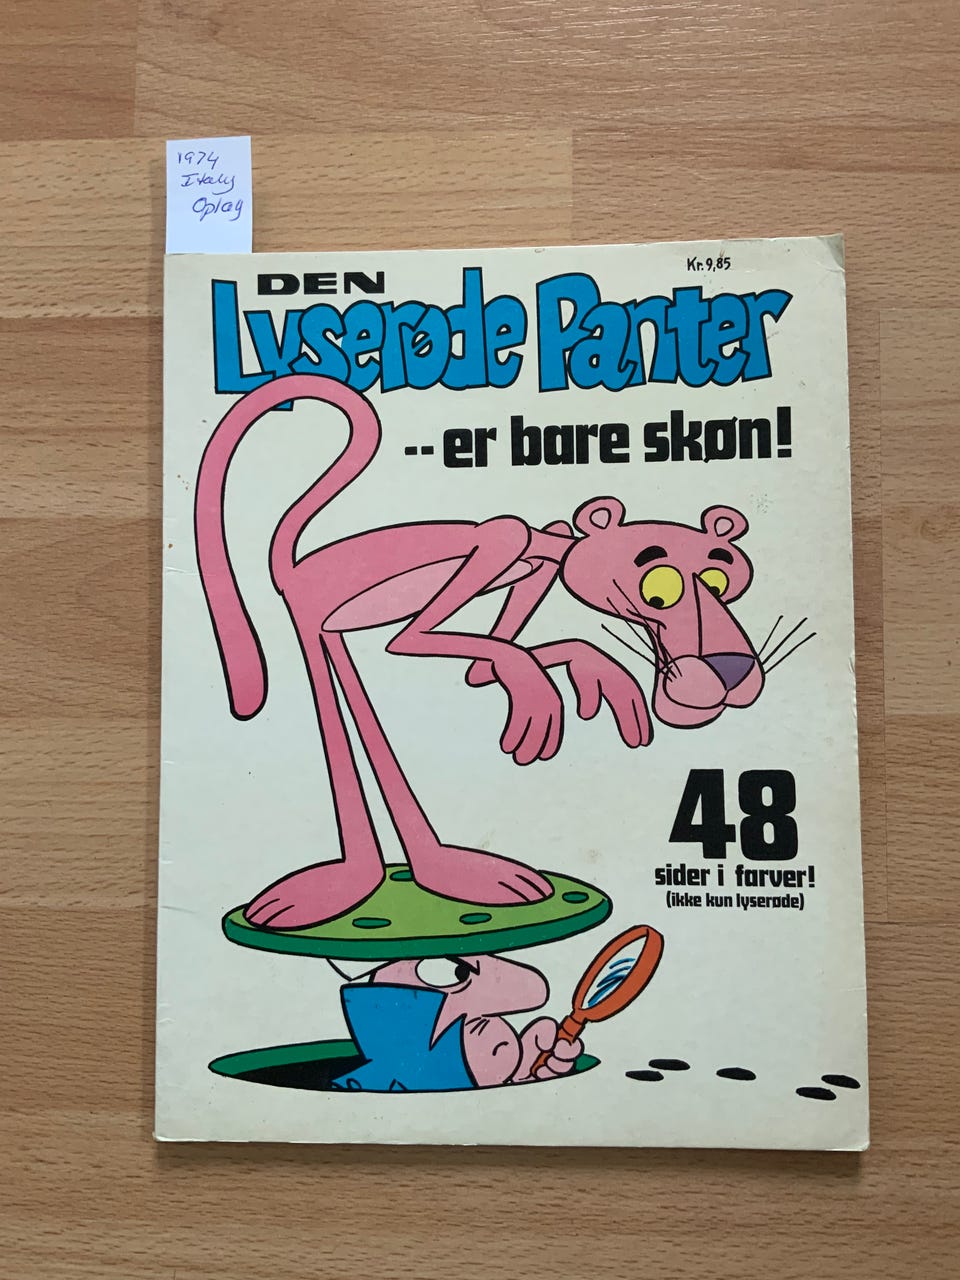 1974
Italy
Oplag
Kr. 9,85
DEN
Lyserøde Panter
--er bare skøn!
48
sider i farver!
(ikke kun lyserøde)